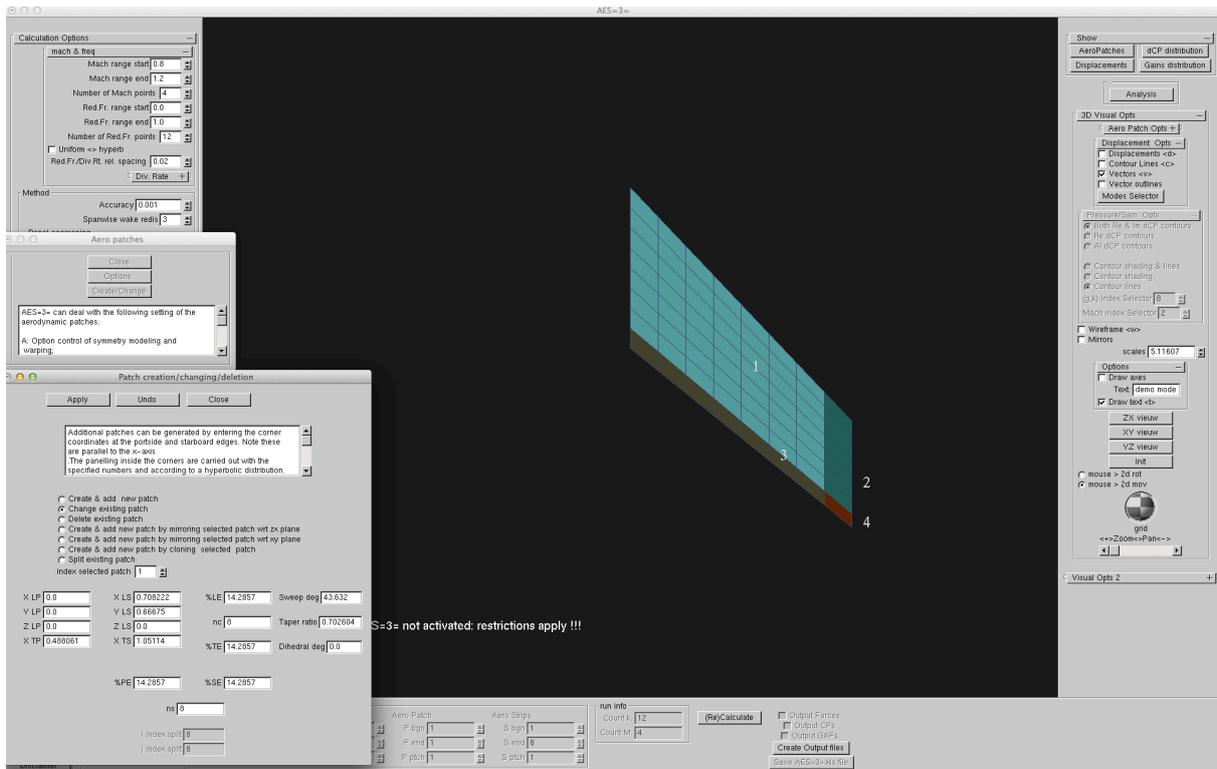 AES=3=
Calculation Options
mach & freq
Mach range start 0.8
Mach range end 1.2
Number of Mach points 4
Red.Fr. range start 0.0
Red.Fr. range end 1.0
Number of Red.Fr. points 12
Uniform <> hyperb
Red.Fr./Div.Rt. rel. spacing 0.02
Div. Rate +
Method
Accuracy 0.001
Spanwise wake redis 3
Aero patches
Close
Options
Create/Change
AES=3= can deal with the following setting of the
aerodynamic patches:
A: Option control of symmetry modeling and
warping;
Patch creation/changing/deletion
Apply Undo Close
Additional patches can be generated by entering the corner
coordinates at the portside and starboard edges. Note these
are parallel to the x-axis
.The panelling inside the corners are carried out with the
specified numbers and according to a hyperbolic distribution.
Create & add new patch
Change existing patch
Delete existing patch
Create & add new patch by mirroring selected patch wrt zx plane
Create & add new patch by mirroring selected patch wrt xy plane
Create & add new patch by cloning selected patch
Split existing patch
index selected patch 1
X LP 0.0 X LS 0.708222 %LE 14.2857 Sweep deg 43.632
Y LP 0.0 Y LS 0.66675
Z LP 0.0 Z LS 0.0 nc 8 Taper ratio 0.702604
X TP 0.488061 X TS 1.05114 %TE 14.2857 Dihedral deg 0.0
%PE 14.2857 %SE 14.2857
ns 8
i index split 8
j index split 8
1
2
3
4
S=3= not activated: restrictions apply !!!
Aero Patch
P bgn 1
P end 1
P ptch 1
Aero Strips
S bgn 1
S end 8
S ptch 1
run info
Count k: 12
Count M: 4
(Re)Calculate
Output Forces
Output CPs
Output GAFs
Create Output files
Save AES=3= xls file
Show
AeroPatches dCP distribution
Displacements Gains distribution
Analysis
3D Visual Opts
Aero Patch Opts +
Displacement Opts
Displacements <d>
Contour Lines <c>
Vectors <v>
Vector outlines
Modes Selector
Pressure/Gain Opts
Both Re & Im dCP contours
Re dCP contours
AI dCP contours
Contour shading & lines
Contour shading
Contour lines
(g,k) index Selector 8
Mach index Selector 2
Wireframe <w>
Mirrors
scales 5.11607
Options
Draw axes
Text: demo mode
Draw text <t>
ZX vieuw
XY vieuw
YZ vieuw
Init
mouse > 2d rot
mouse > 2d mov
grid
<+>Zoom<>Pan<->
Visual Opts 2 +